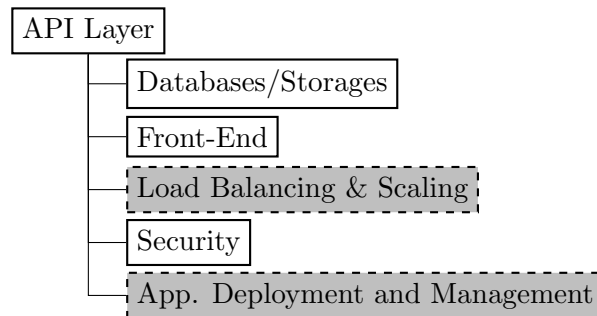 API Layer
Databases/Storages
Front-End
Load Balancing & Scaling
Security
App. Deployment and Management